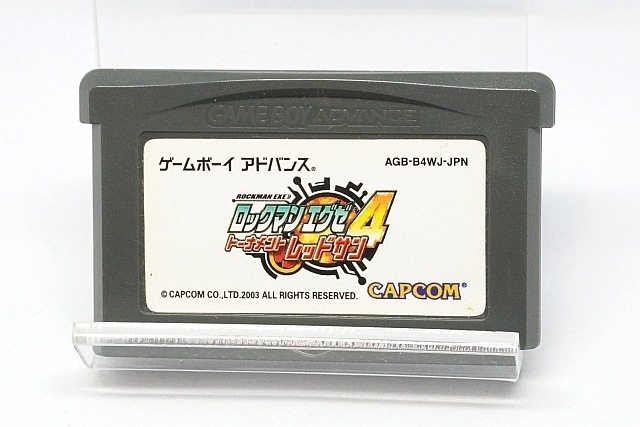 GAME BOY ADVANCE
ゲームボーイ アドバンス® AGB-B4WJ-JPN
ROCKMAN EXE
ロックマン エグゼ 4
トーナメント レッドサン
© CAPCOM CO.,LTD.2003 ALL RIGHTS RESERVED. CAPCOM®